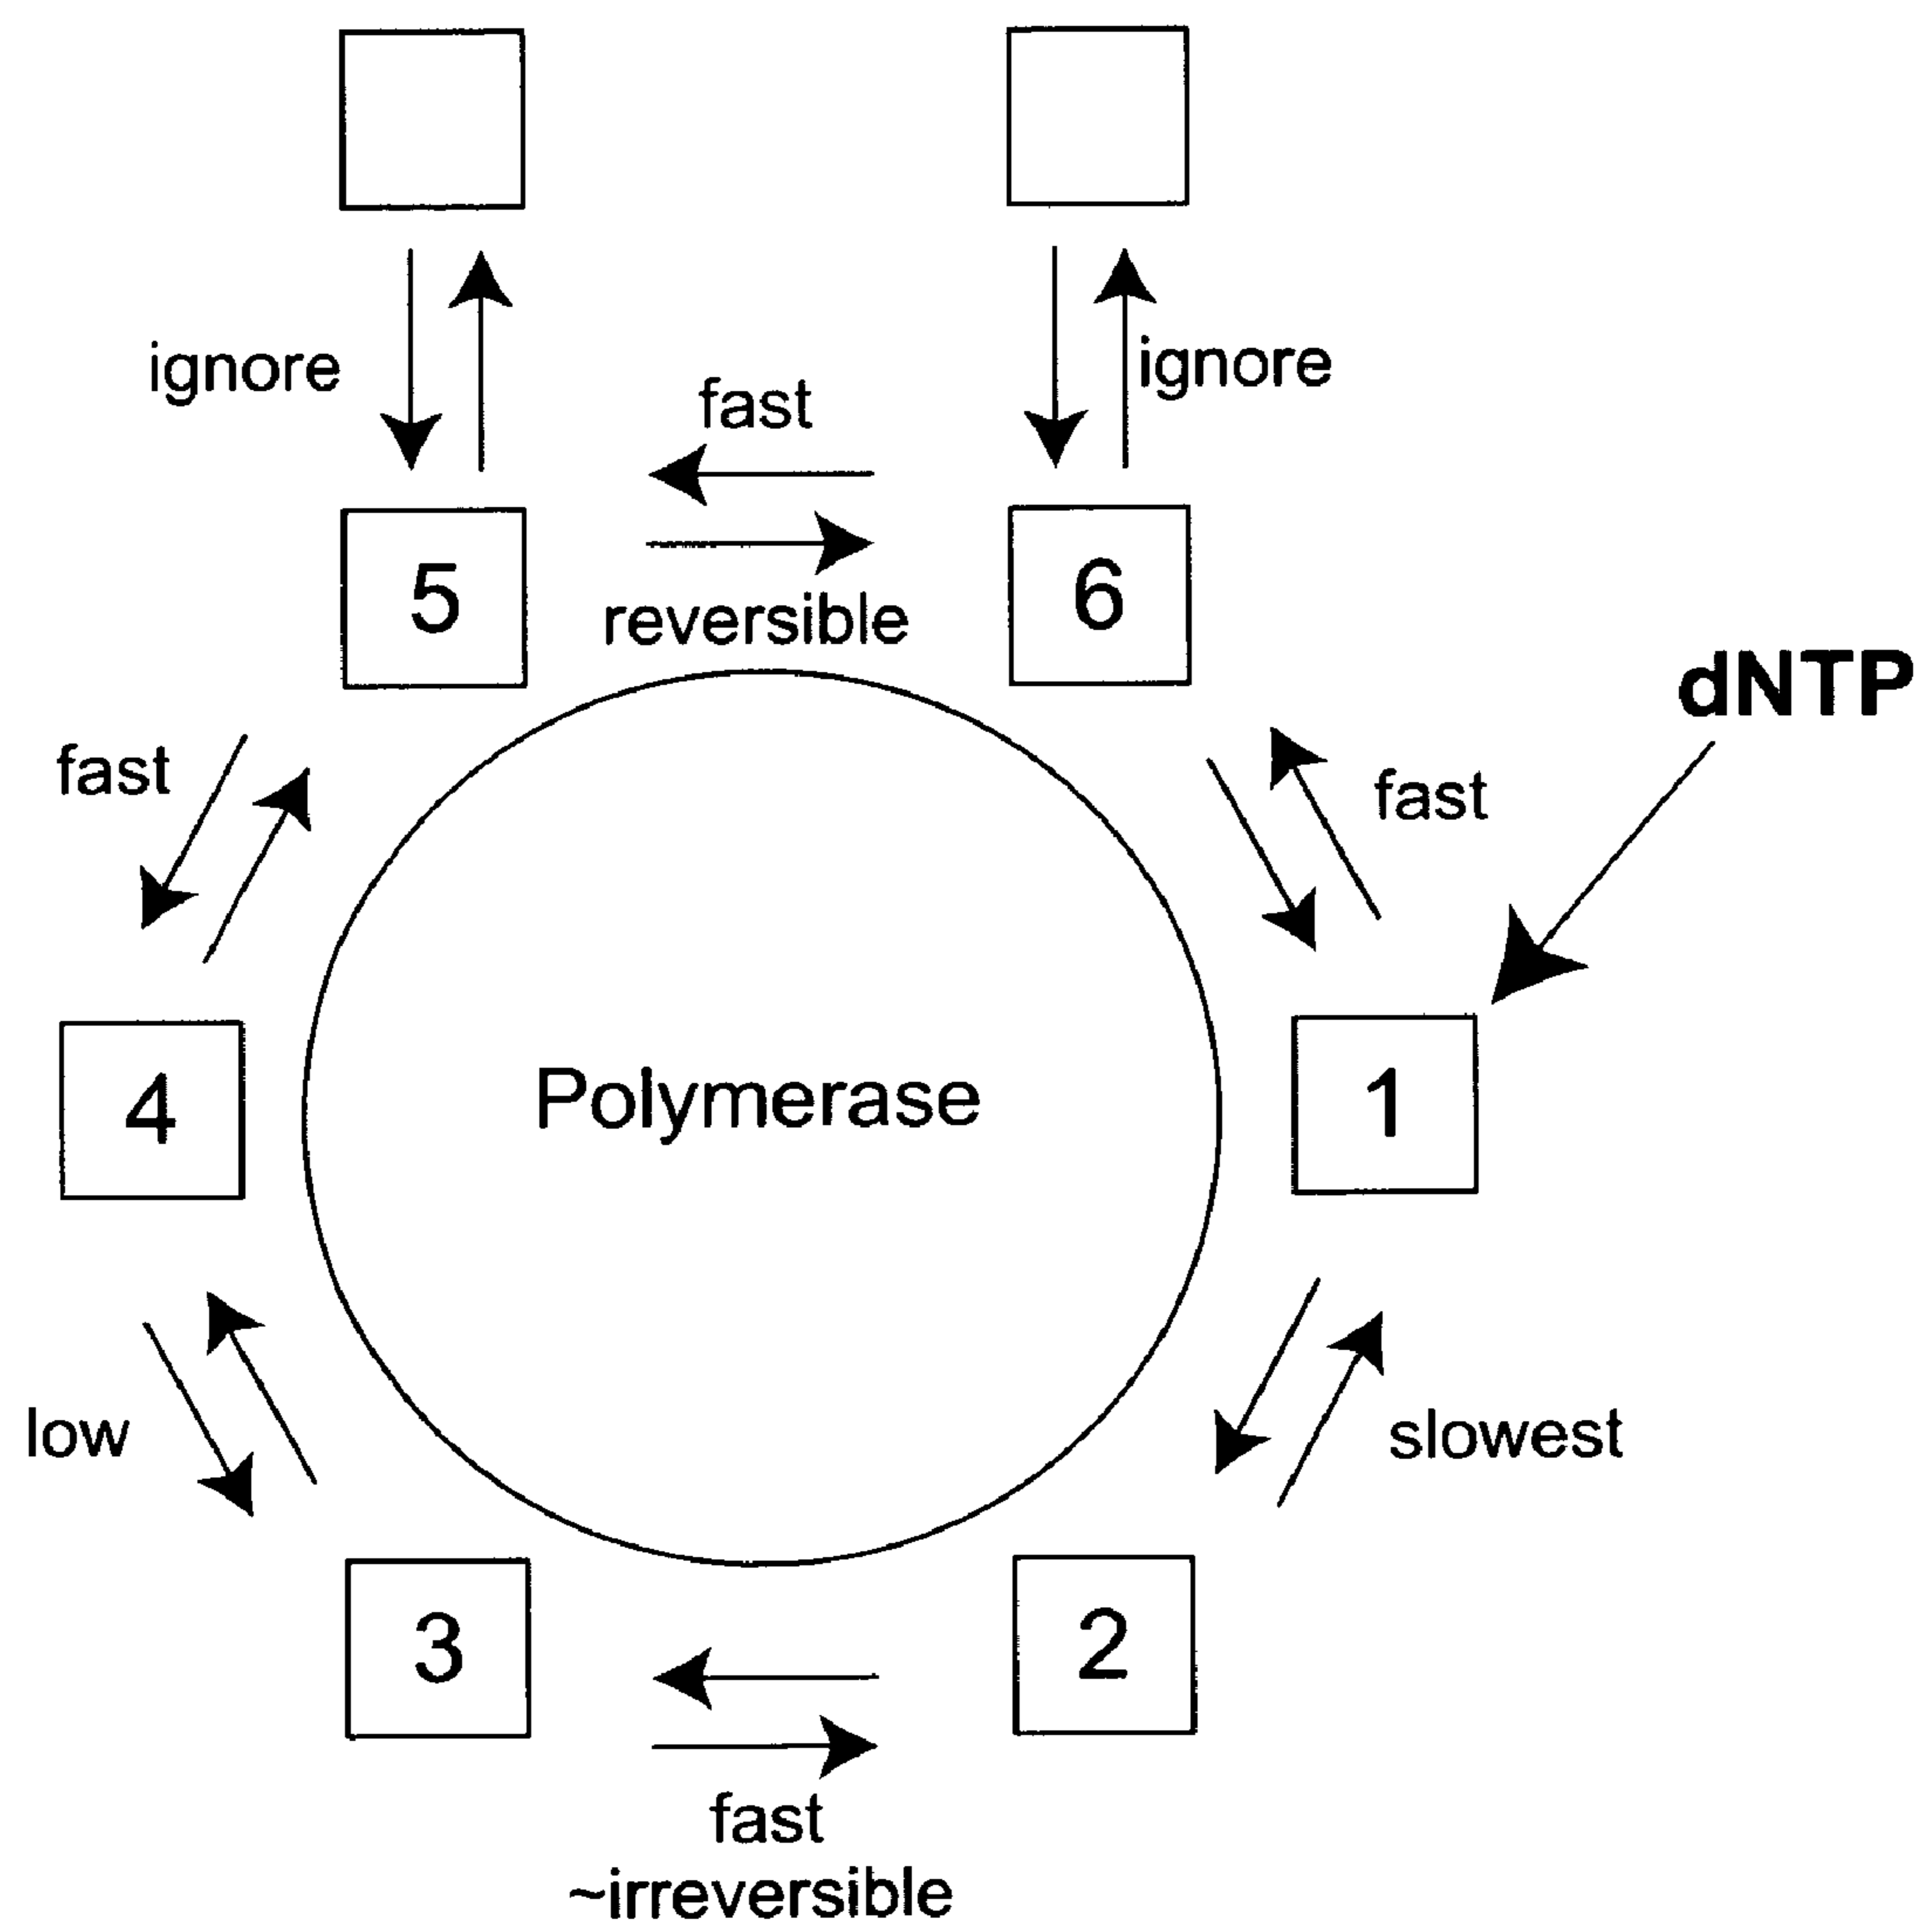 ignore
fast
ignore
5
reversible
6
dNTP
fast
fast
4
Polymerase
1
low
slowest
3
2
fast
~irreversible